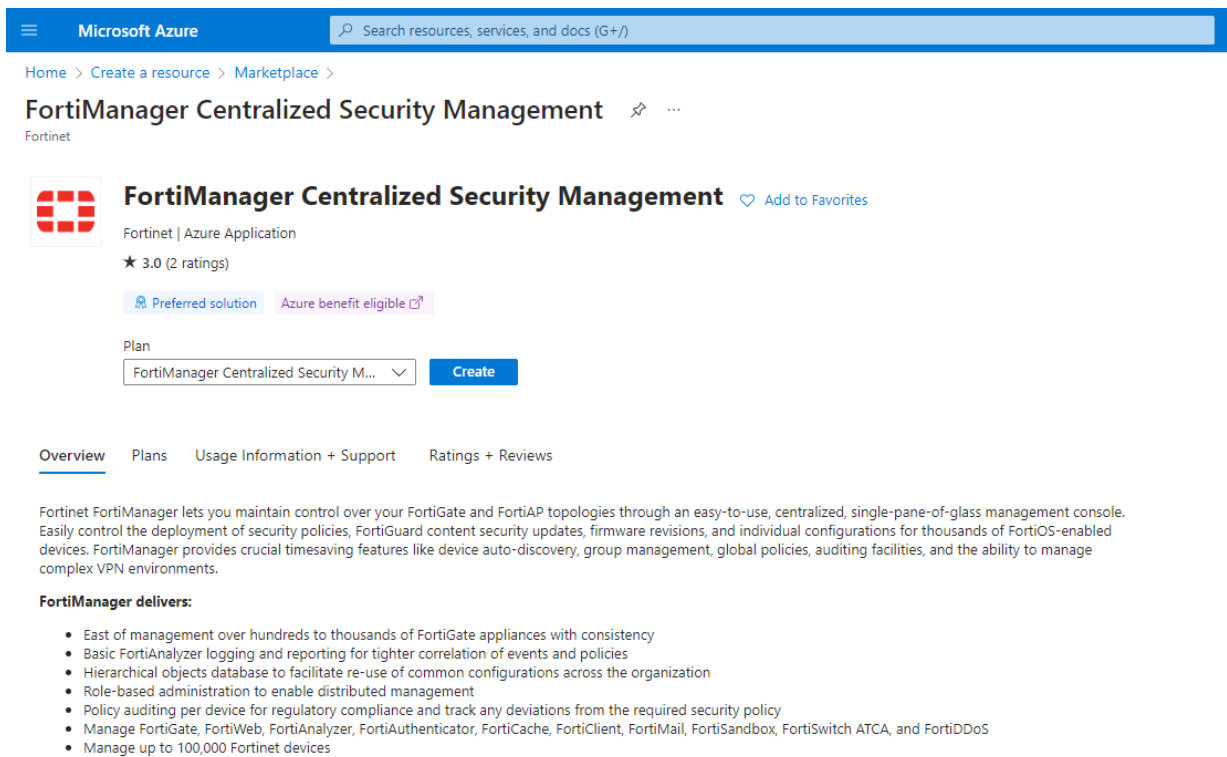 Microsoft Azure
Search resources, services, and docs (G+/)
Home > Create a resource > Marketplace >
FortiManager Centralized Security Management ...
Fortinet
FortiManager Centralized Security Management
Add to Favorites
Fortinet | Azure Application
★ 3.0 (2 ratings)
Preferred solution
Azure benefit eligible
Plan
FortiManager Centralized Security M...
Create
Overview
Plans
Usage Information + Support
Ratings + Reviews
Fortinet FortiManager lets you maintain control over your FortiGate and FortiAP topologies through an easy-to-use, centralized, single-pane-of-glass management console.
Easily control the deployment of security policies, FortiGuard content security updates, firmware revisions, and individual configurations for thousands of FortiOS-enabled
devices. FortiManager provides crucial timesaving features like device auto-discovery, group management, global policies, auditing facilities, and the ability to manage
complex VPN environments.
FortiManager delivers:
• East of management over hundreds to thousands of FortiGate appliances with consistency
• Basic FortiAnalyzer logging and reporting for tighter correlation of events and policies
• Hierarchical objects database to facilitate re-use of common configurations across the organization
• Role-based administration to enable distributed management
• Policy auditing per device for regulatory compliance and track any deviations from the required security policy
• Manage FortiGate, FortiWeb, FortiAnalyzer, FortiAuthenticator, FortiCache, FortiClient, FortiMail, FortiSandbox, FortiSwitch ATCA, and FortiDDoS
• Manage up to 100,000 Fortinet devices